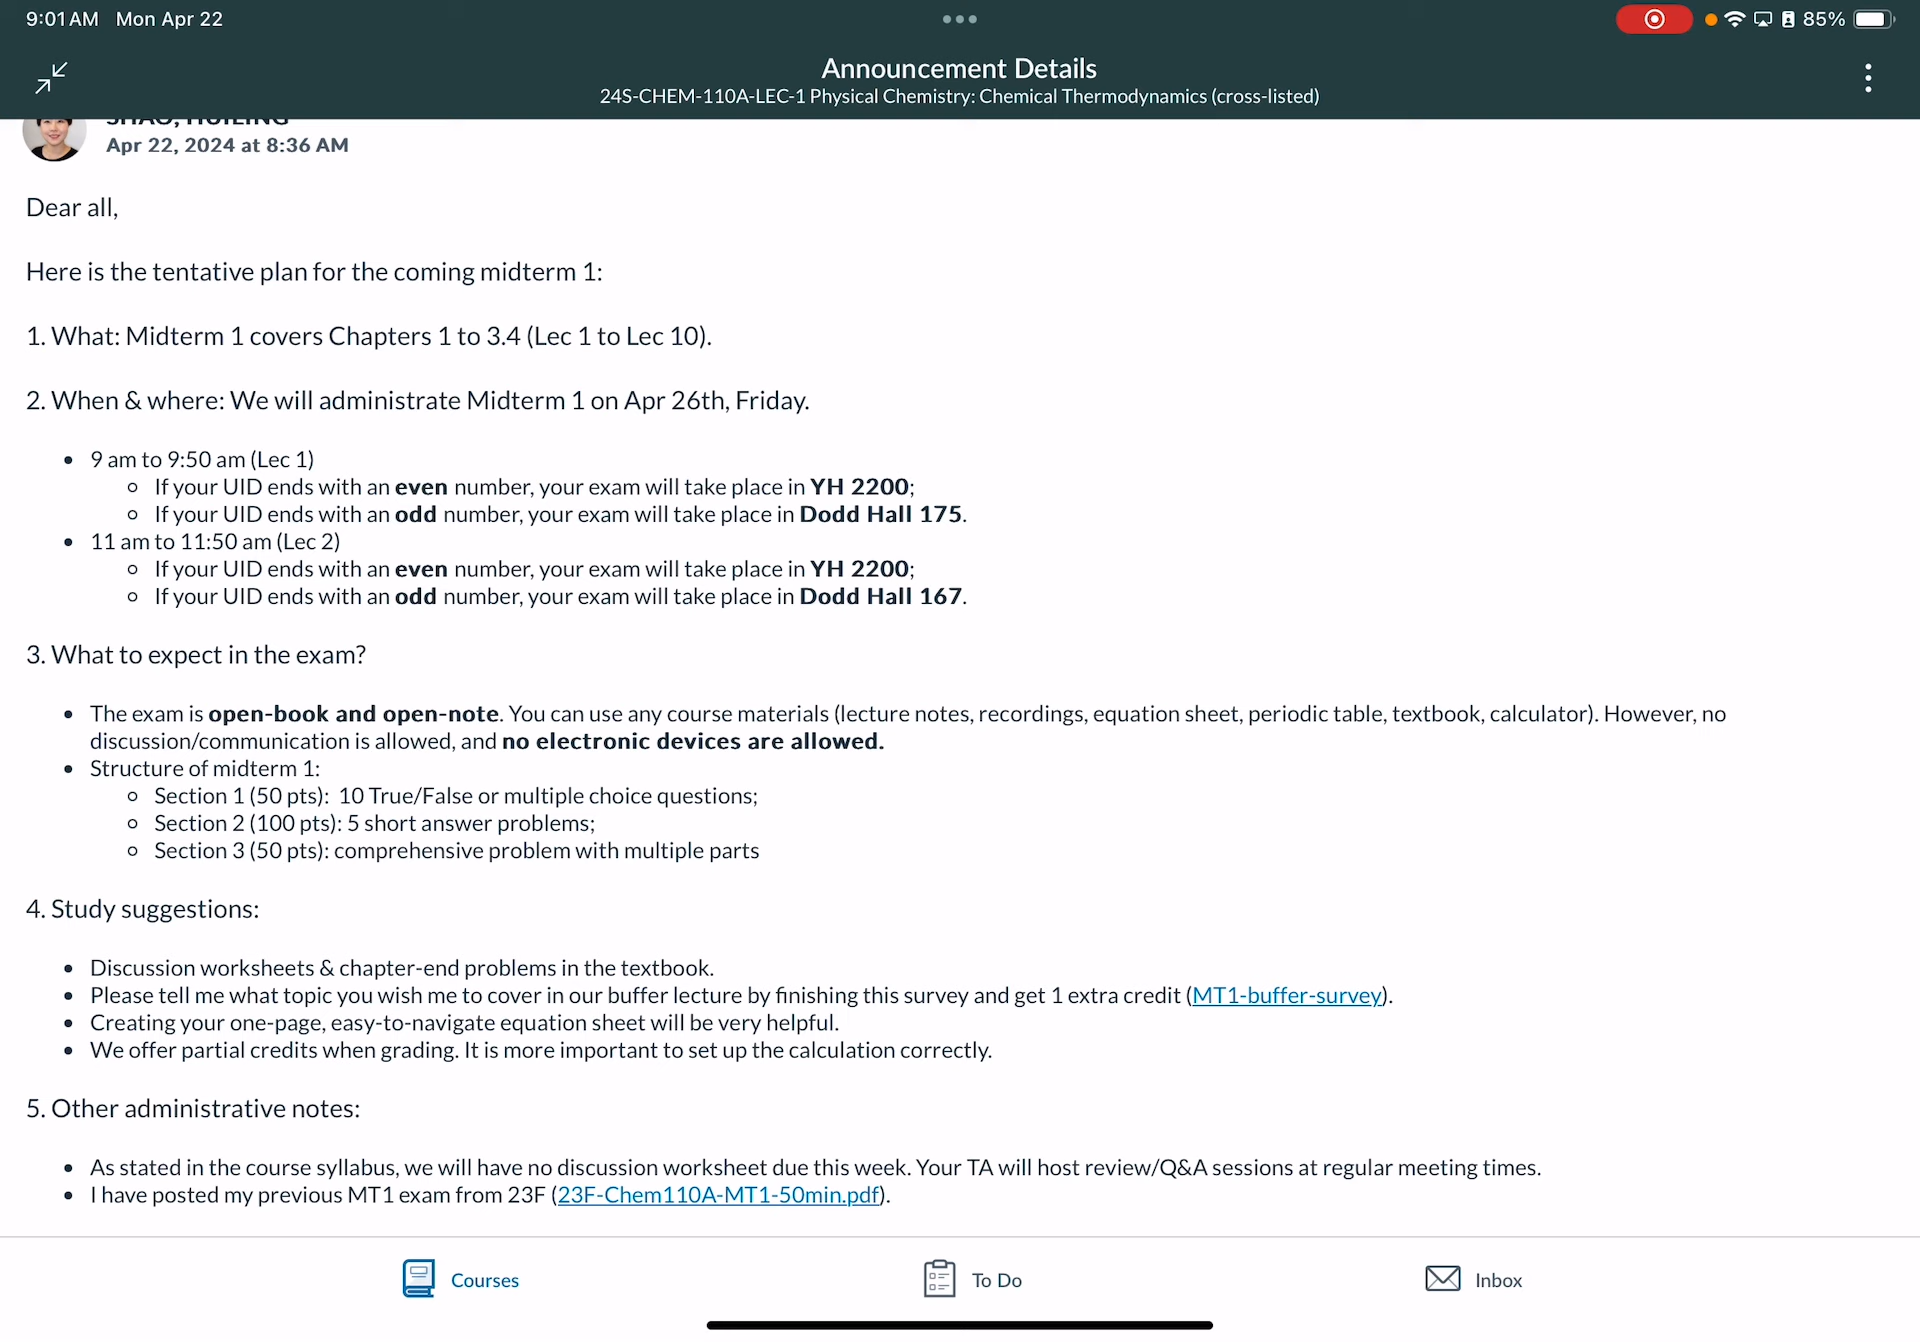 9:01 AM Mon Apr 22
85%
Announcement Details
24S-CHEM-110A-LEC-1 Physical Chemistry: Chemical Thermodynamics (cross-listed)
SHAO, HUILING
Apr 22, 2024 at 8:36 AM
Dear all,
Here is the tentative plan for the coming midterm 1:
1. What: Midterm 1 covers Chapters 1 to 3.4 (Lec 1 to Lec 10).
2. When & where: We will administrate Midterm 1 on Apr 26th, Friday.
• 9 am to 9:50 am (Lec 1)
◦ If your UID ends with an even number, your exam will take place in YH 2200;
◦ If your UID ends with an odd number, your exam will take place in Dodd Hall 175.
• 11 am to 11:50 am (Lec 2)
◦ If your UID ends with an even number, your exam will take place in YH 2200;
◦ If your UID ends with an odd number, your exam will take place in Dodd Hall 167.
3. What to expect in the exam?
• The exam is open-book and open-note. You can use any course materials (lecture notes, recordings, equation sheet, periodic table, textbook, calculator). However, no
discussion/communication is allowed, and no electronic devices are allowed.
• Structure of midterm 1:
◦ Section 1 (50 pts): 10 True/False or multiple choice questions;
◦ Section 2 (100 pts): 5 short answer problems;
◦ Section 3 (50 pts): comprehensive problem with multiple parts
4. Study suggestions:
• Discussion worksheets & chapter-end problems in the textbook.
• Please tell me what topic you wish me to cover in our buffer lecture by finishing this survey and get 1 extra credit (MT1-buffer-survey).
• Creating your one-page, easy-to-navigate equation sheet will be very helpful.
• We offer partial credits when grading. It is more important to set up the calculation correctly.
5. Other administrative notes:
• As stated in the course syllabus, we will have no discussion worksheet due this week. Your TA will host review/Q&A sessions at regular meeting times.
• I have posted my previous MT1 exam from 23F (23F-Chem110A-MT1-50min.pdf).
Courses
To Do
Inbox